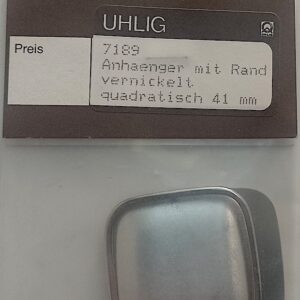 UHLIG
Preis
7189
Anhaenger mit Rand
vernickelt
quadratisch 41 mm